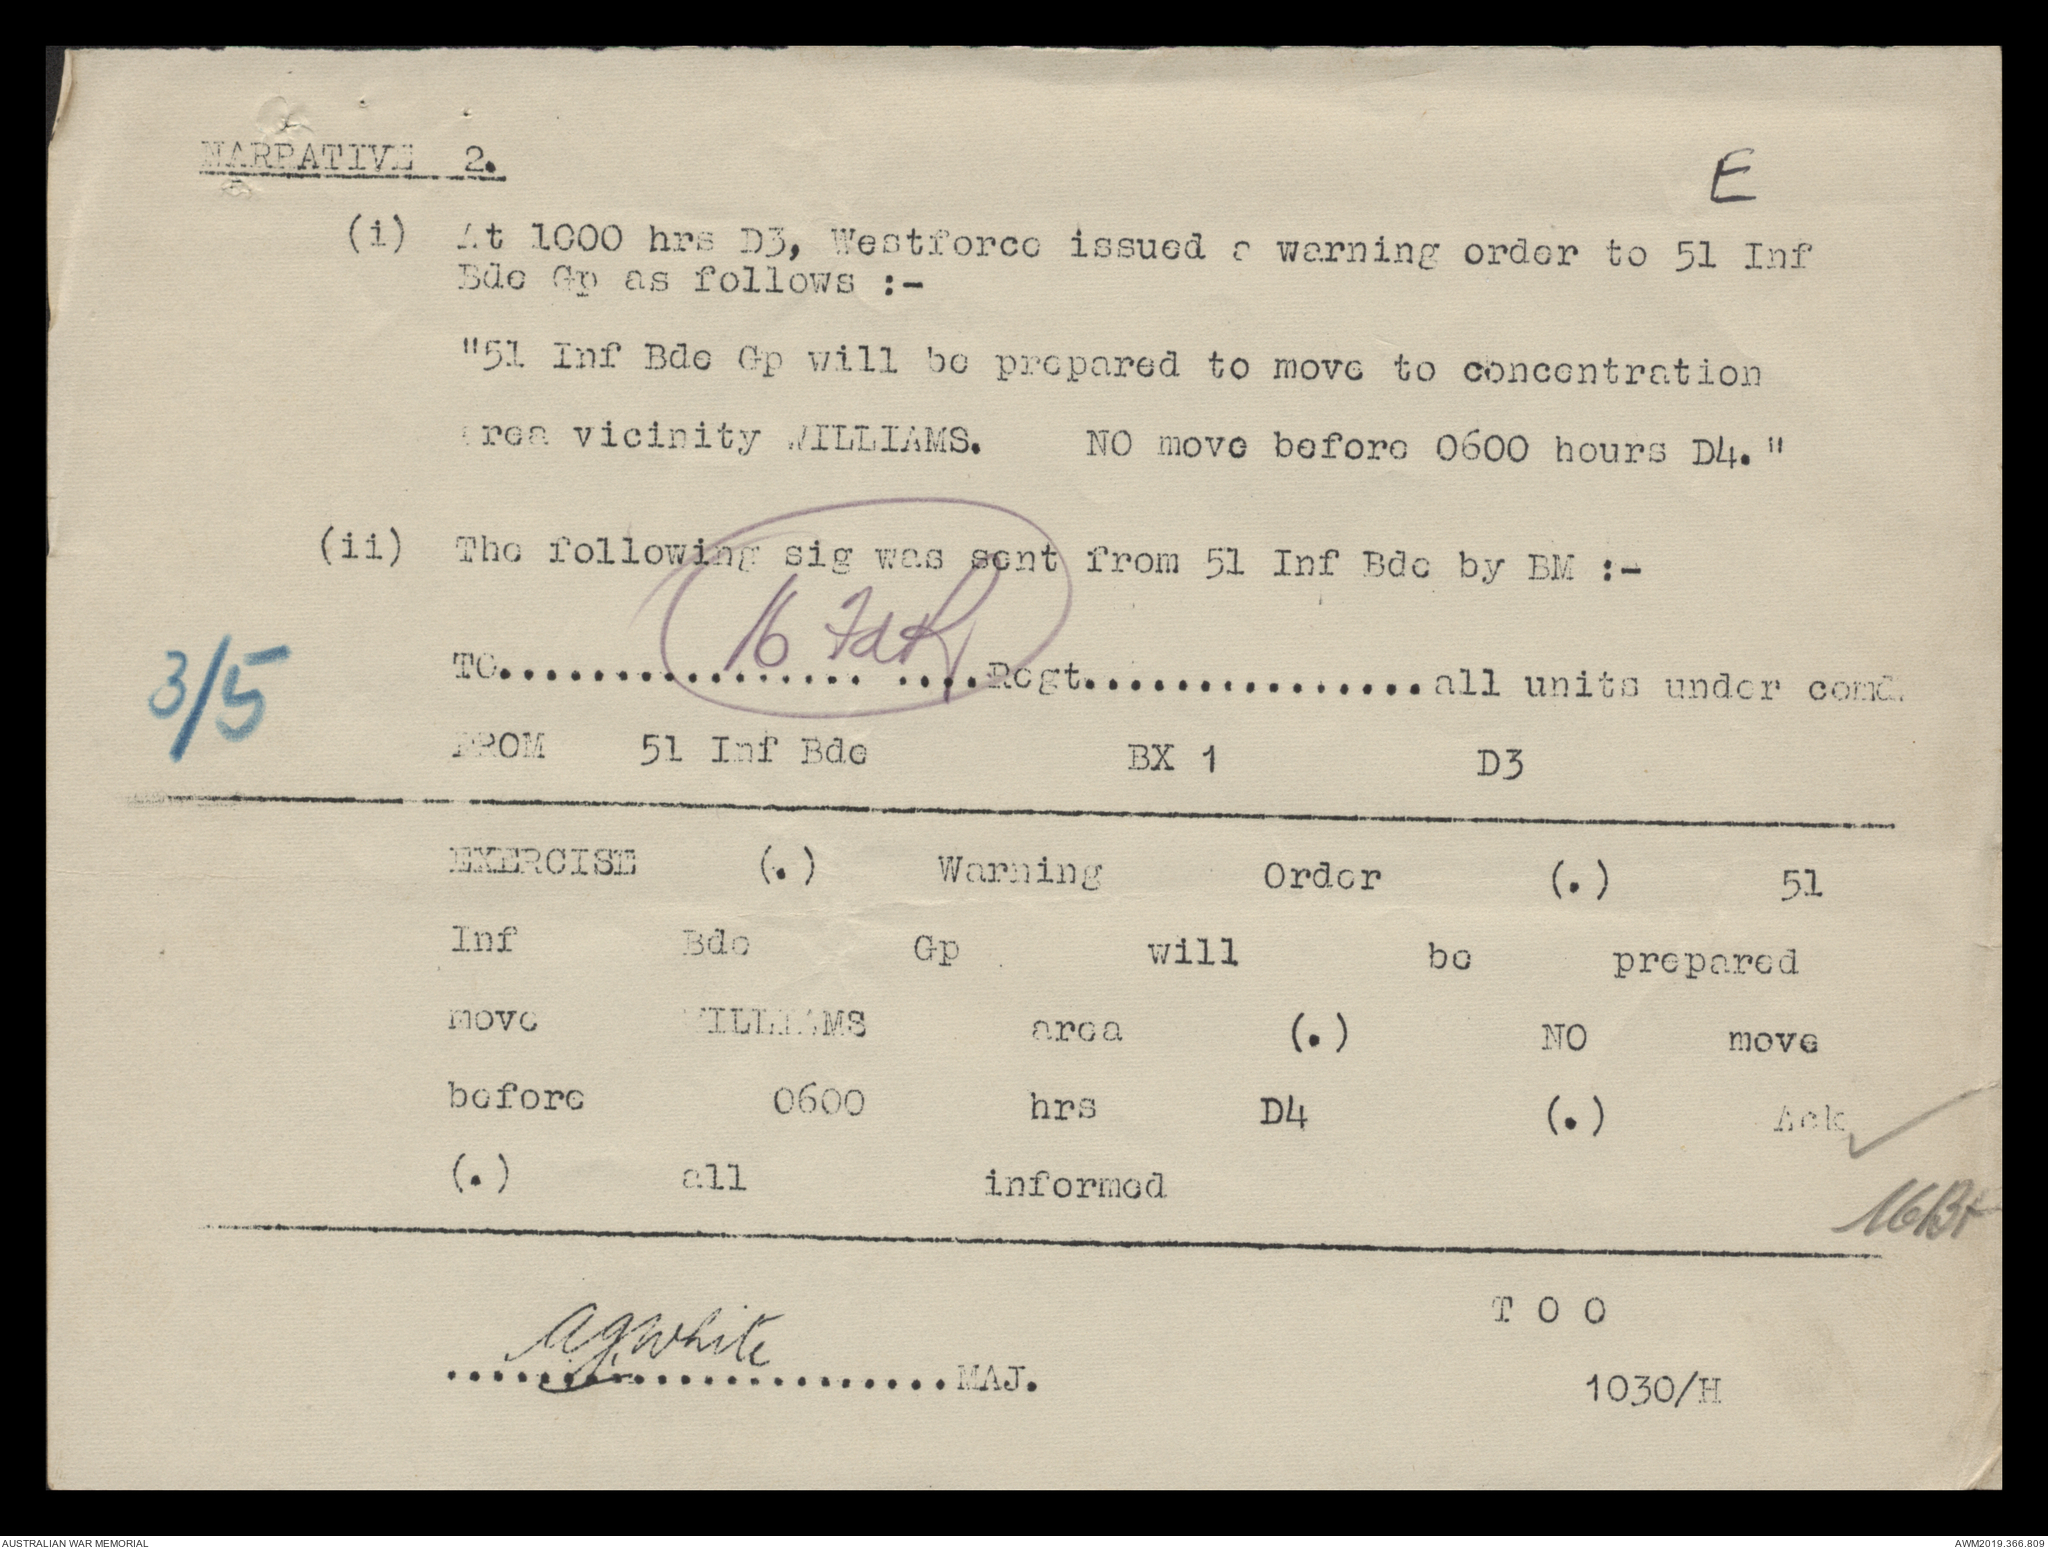 NARRATIVE 2.
E
(i) At 1000 hrs D3, Westforce issued a warning order to 51 Inf
Bde Gp as follows :-
"51 Inf Bde Gp will be prepared to move to concentration
area vicinity WILLIAMS. NO move before 0600 hours D4."
(ii) The following sig was sent from 51 Inf Bde by BM :-
16 Fd R
3/5
TO................. ....Regt................all units under comd.
FROM 51 Inf Bde BX 1 D3
EXERCISE (.) Warning Order (.) 51
Inf Bde Gp will be prepared
move WILLIAMS area (.) NO move
before 0600 hrs D4 (.) Ack
(.) all informed
16 Bt
T O O
AGWhite
......................MAJ.
1030/H
AUSTRALIAN WAR MEMORIAL
AWM2019.366.809